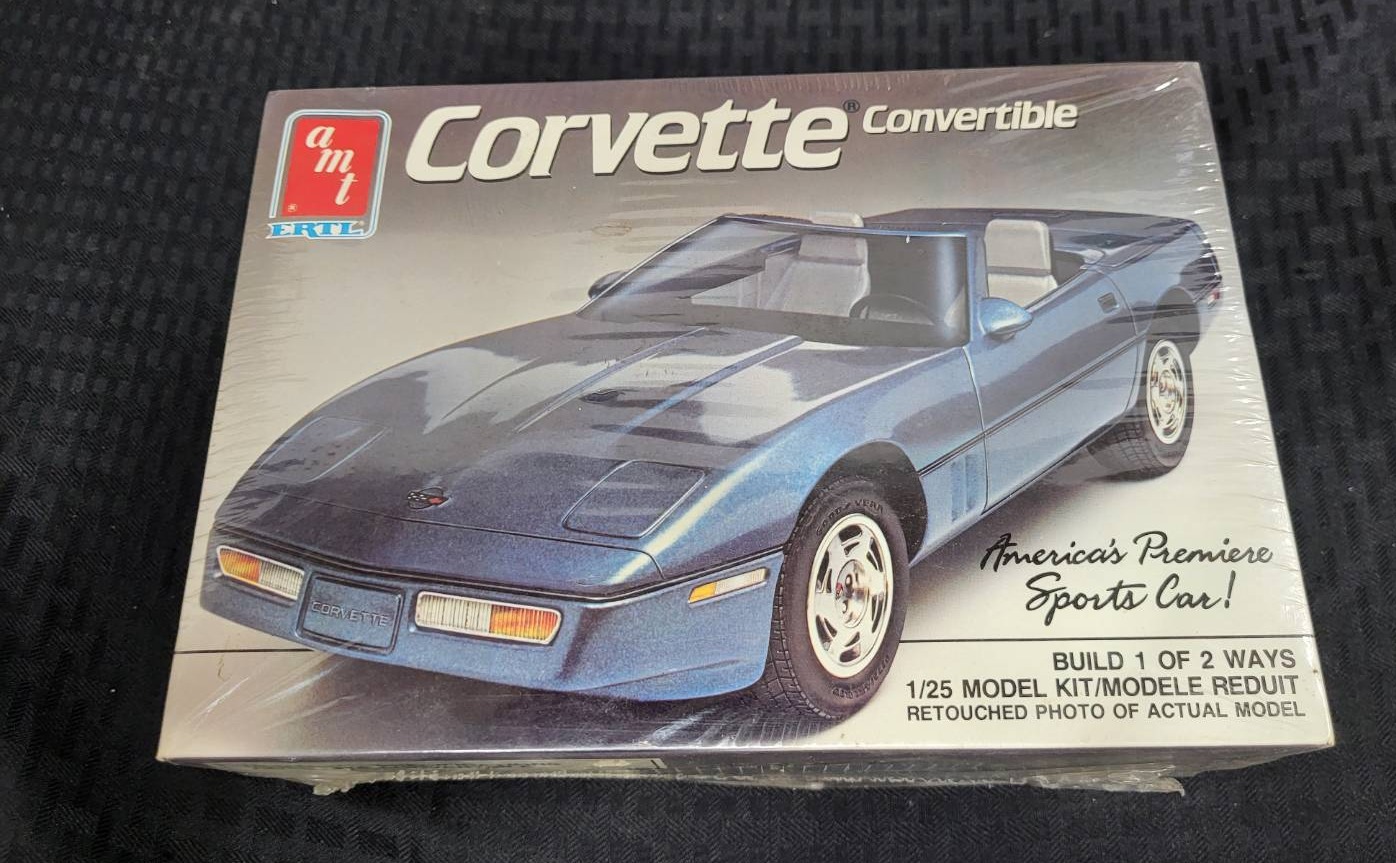 amt
®
ERTL
Corvette® Convertible
CORVETTE
America's Premiere
Sports Car!
BUILD 1 OF 2 WAYS
1/25 MODEL KIT/MODELE REDUIT
RETOUCHED PHOTO OF ACTUAL MODEL